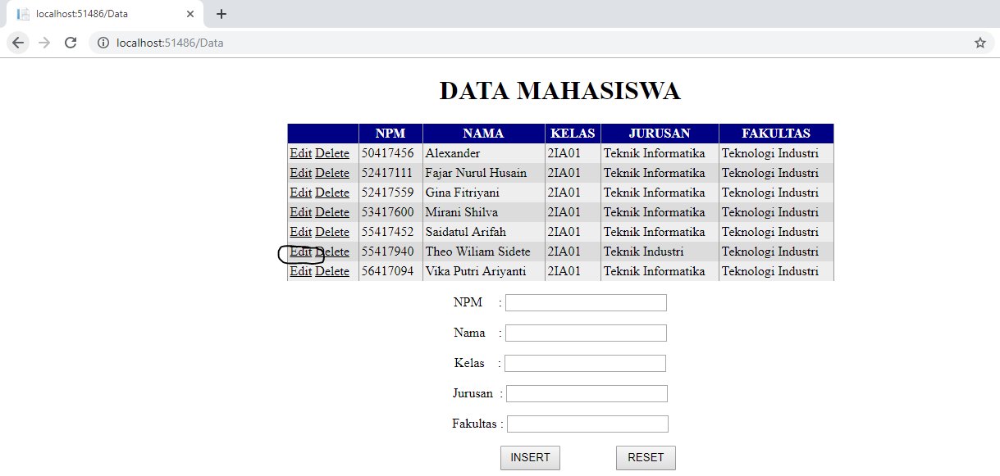 localhost:51486/Data
localhost:51486/Data
DATA MAHASISWA
NPM NAMA KELAS JURUSAN FAKULTAS
Edit Delete 50417456 Alexander 2IA01 Teknik Informatika Teknologi Industri
Edit Delete 52417111 Fajar Nurul Husain 2IA01 Teknik Informatika Teknologi Industri
Edit Delete 52417559 Gina Fitriyani 2IA01 Teknik Informatika Teknologi Industri
Edit Delete 53417600 Mirani Shilva 2IA01 Teknik Informatika Teknologi Industri
Edit Delete 55417452 Saidatul Arifah 2IA01 Teknik Informatika Teknologi Industri
Edit Delete 55417940 Theo Wiliam Sidete 2IA01 Teknik Industri Teknologi Industri
Edit Delete 56417094 Vika Putri Ariyanti 2IA01 Teknik Informatika Teknologi Industri
NPM :
Nama :
Kelas :
Jurusan :
Fakultas :
INSERT RESET